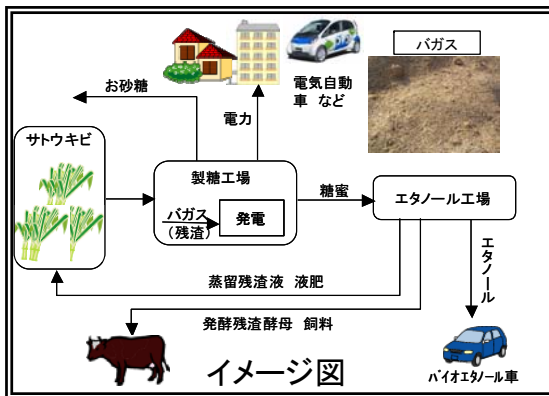 バガス
電気自動
車 など
お砂糖
電力
サトウキビ
製糖工場
バガス
(残渣)
発電
糖蜜
エタノール工場
エタノール
蒸留残渣液 液肥
発酵残渣酵母 飼料
イメージ図
バイオエタノール車